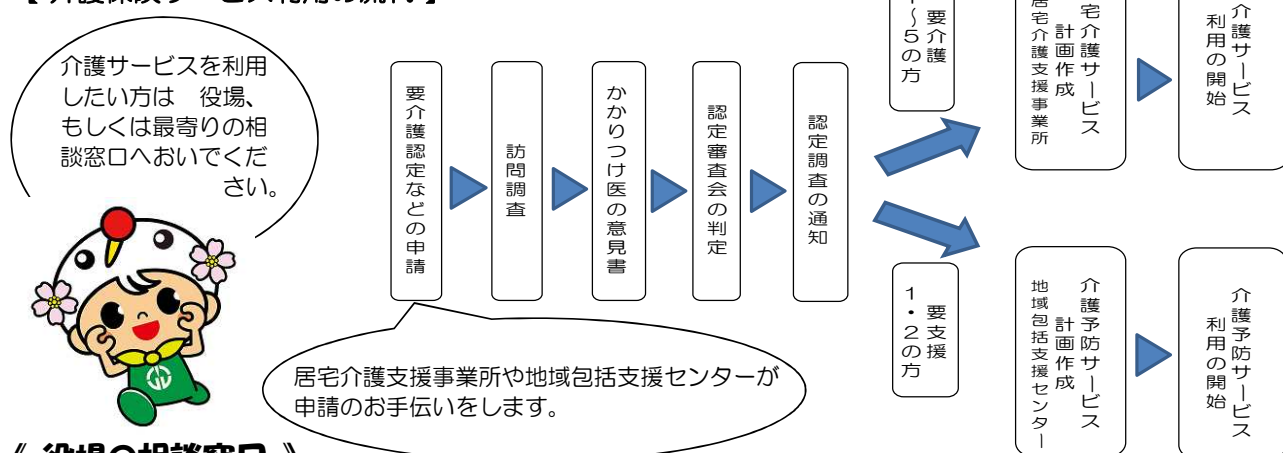 介護サービスを利用
したい方は　役場、
もしくは最寄りの相
談窓口へおいでくだ
さい。
要介護認定などの申請
訪問調査
かかりつけ医の意見書
認定審査会の判定
認定調査の通知
要介護
～5の方
宅介護サービス
計画作成
居宅介護支援事業所
介護サービス
利用の開始
要支援
1・2の方
介護予防サービス
計画作成
地域包括支援センター
介護予防サービス
利用の開始
居宅介護支援事業所や地域包括支援センターが
申請のお手伝いをします。
《 役場の相談窓口 》